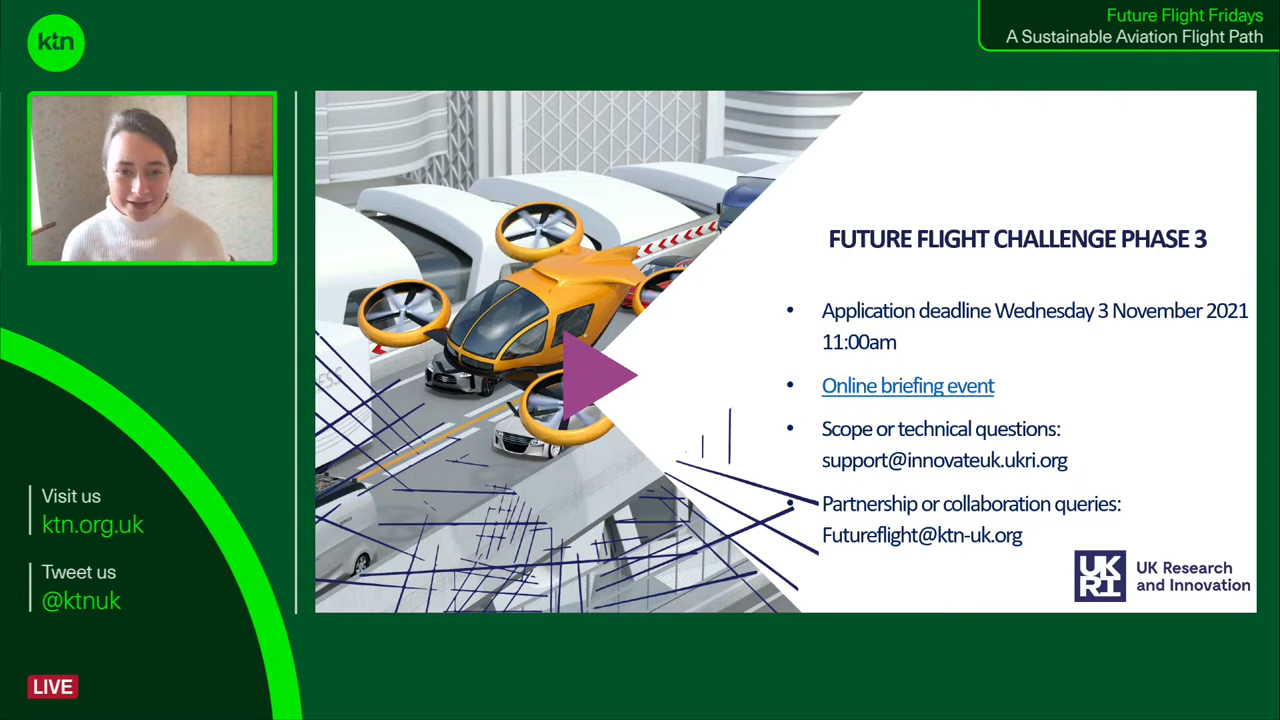 ktn
Future Flight Fridays
A Sustainable Aviation Flight Path
FUTURE FLIGHT CHALLENGE PHASE 3
• Application deadline Wednesday 3 November 2021
11:00am
• Online briefing event
• Scope or technical questions:
support@innovateuk.ukri.org
• Partnership or collaboration queries:
Futureflight@ktn-uk.org
UK
RI
UK Research
and Innovation
Visit us
ktn.org.uk
Tweet us
@ktnuk
LIVE